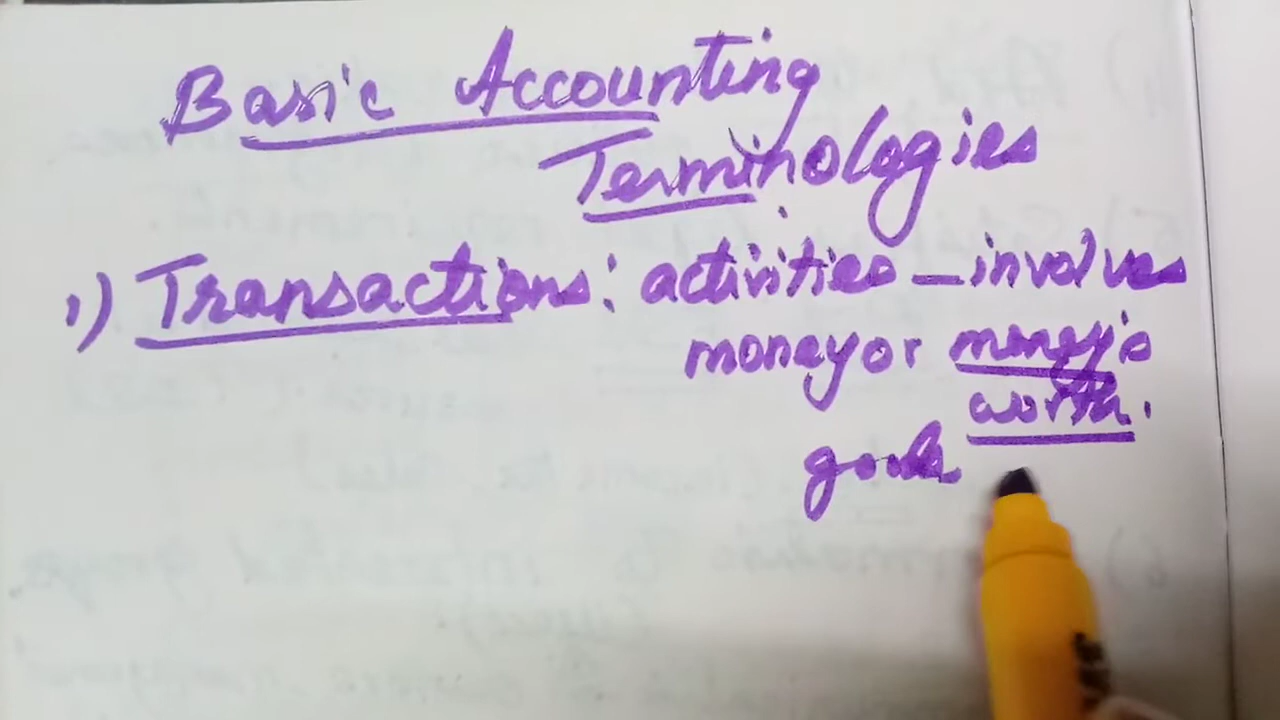 Basic Accounting
Terminologies
1) Transactions: activities – involves
money or money's
worth.
goods